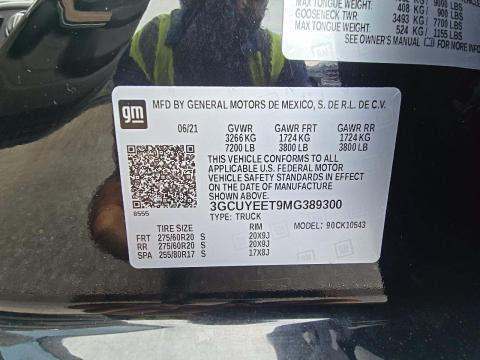 MAX TONGUE WEIGHT 408 KG 900 LBS
GOOSENECK TWR 3493 KG 7700 LBS
MAX TONGUE WEIGHT 524 KG 1155 LBS
SEE OWNER'S MANUAL FOR MORE INFO
gm
MFD BY GENERAL MOTORS DE MEXICO, S. DE R.L. DE C.V.
06/21 GVWR GAWR FRT GAWR RR
3266 KG 1724 KG 1724 KG
7200 LB 3800 LB 3800 LB
THIS VEHICLE CONFORMS TO ALL
APPLICABLE U.S. FEDERAL MOTOR
VEHICLE SAFETY STANDARDS IN EFFECT
ON THE DATE OF MANUFACTURE
SHOWN ABOVE.
3GCUYEET9MG389300
8555
TYPE: TRUCK
TIRE SIZE RIM MODEL: 90CK10543
FRT 275/60R20 S 20X9J
RR 275/60R20 S 20X9J
SPA 255/80R17 S 17X8J